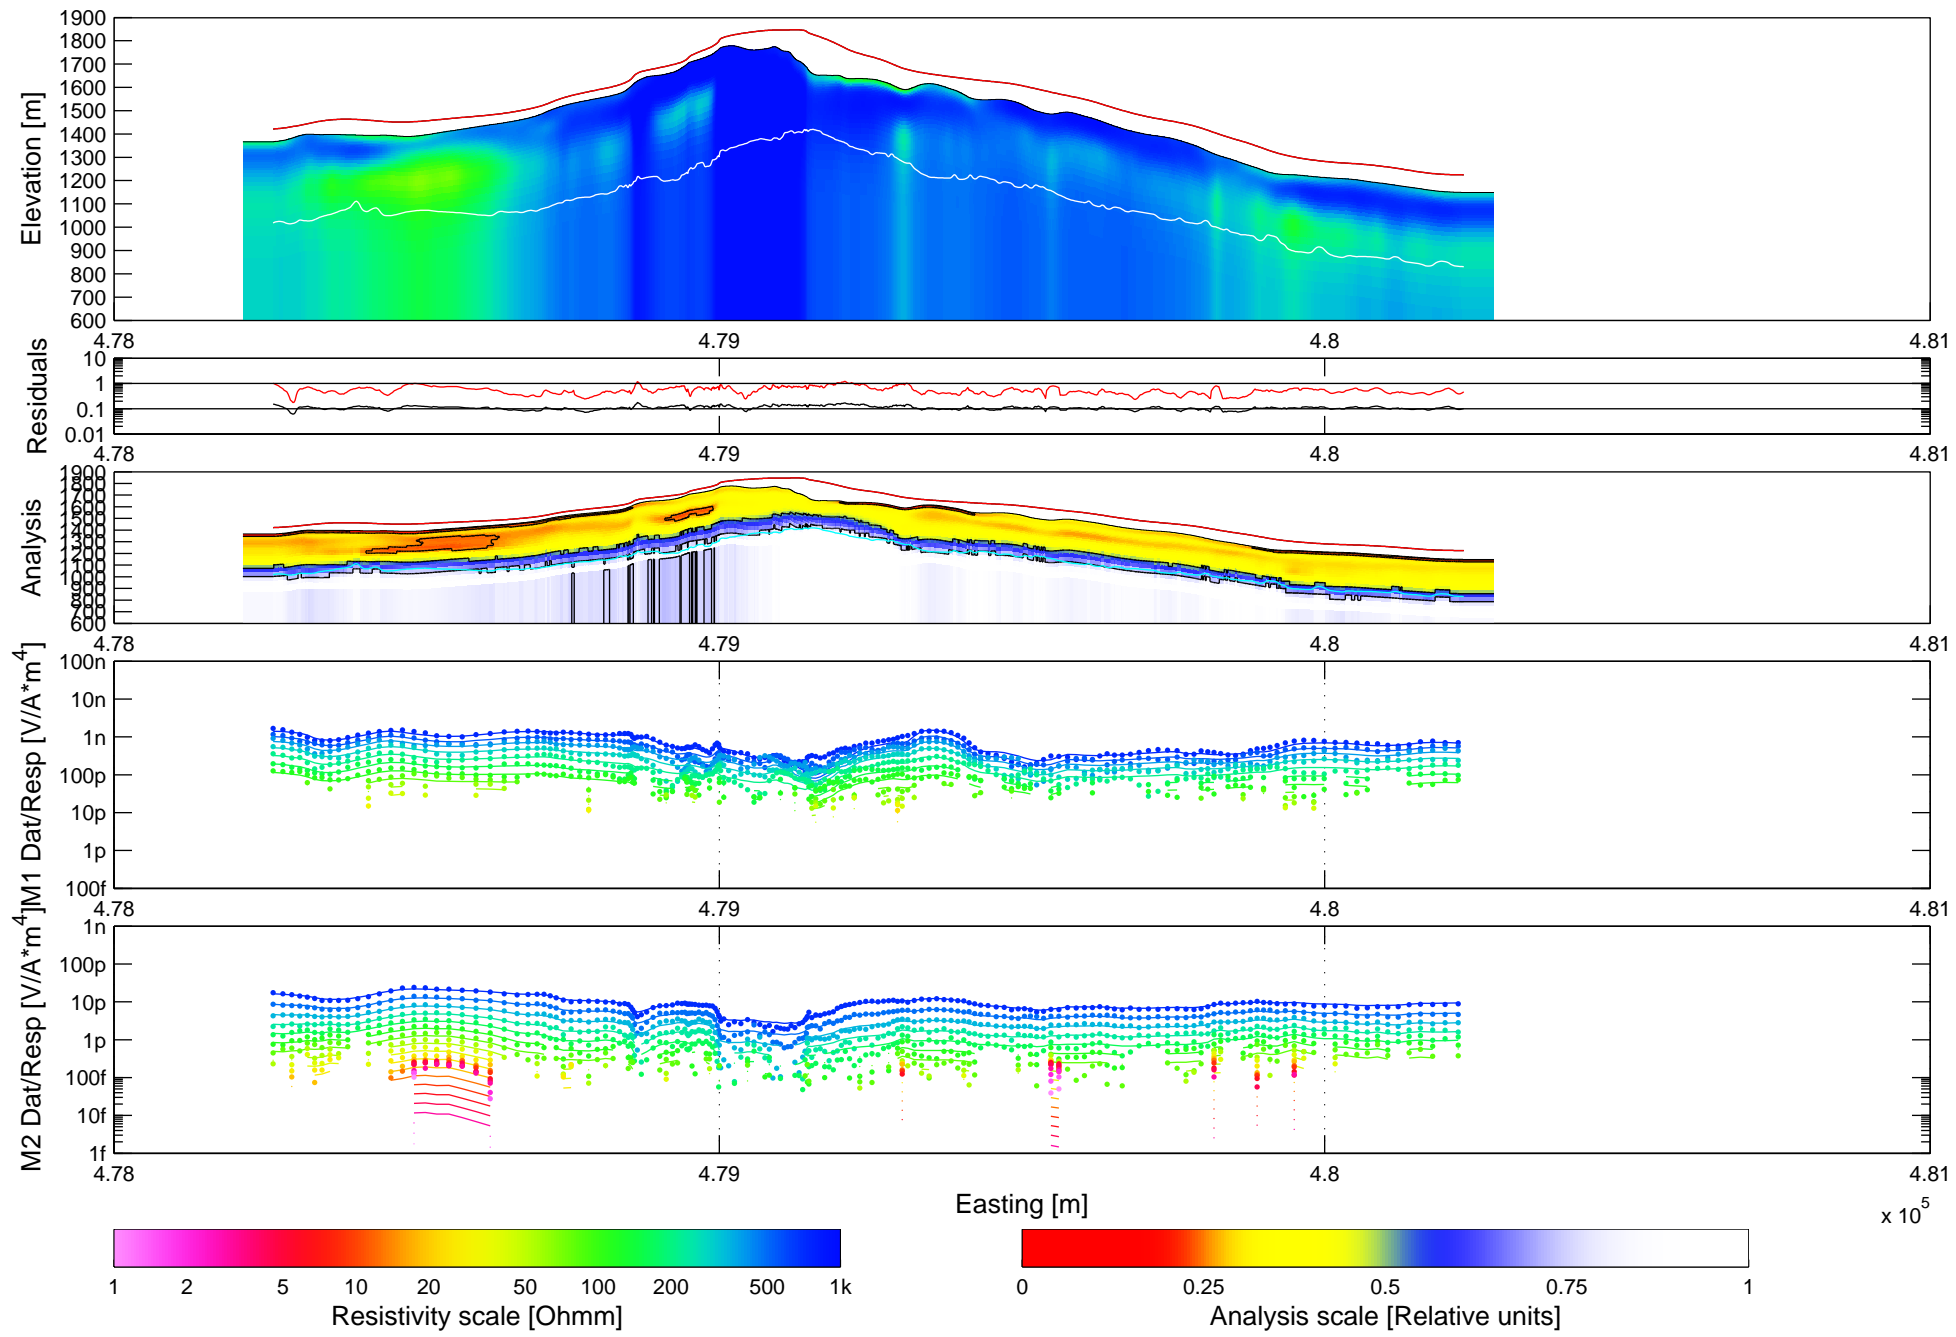 Elevation [m]
1900
1800
1700
1600
1500
1400
1300
1200
1100
1000
900
800
700
600
4.78 4.79 4.8 4.81
Residuals
10
1
0.1
0.01
4.78 4.79 4.8 4.81
Analysis
1900
1800
1700
1600
1500
1400
1300
1200
1100
1000
900
800
700
600
4.78 4.79 4.8 4.81
M1 Dat/Resp [V/A*m4]
100n
10n
1n
100p
10p
1p
100f
4.78 4.79 4.8 4.81
M2 Dat/Resp [V/A*m4]
1n
100p
10p
1p
100f
10f
1f
4.78 4.79 4.8 4.81
Easting [m]
x 10^5
1 2 5 10 20 50 100 200 500 1k
Resistivity scale [Ohmm]
0 0.25 0.5 0.75 1
Analysis scale [Relative units]